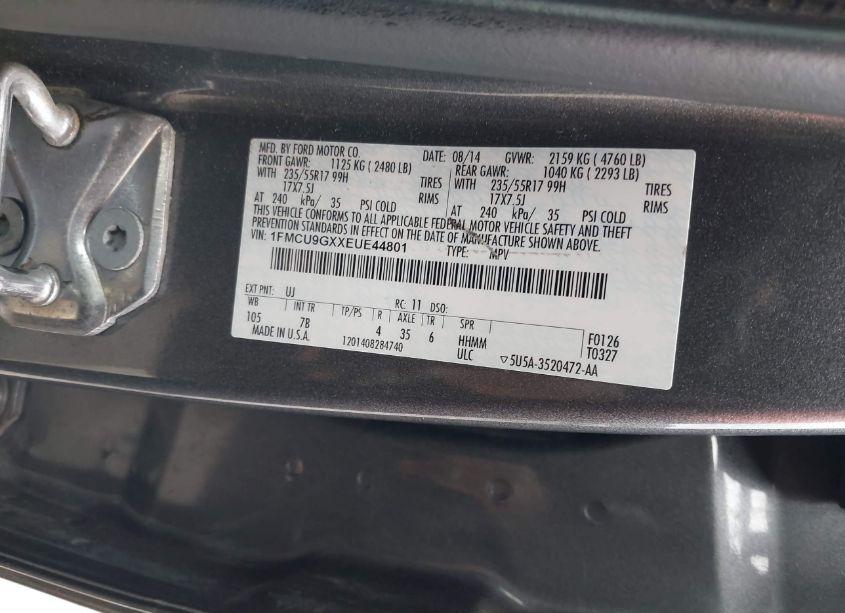 MFD. BY FORD MOTOR CO. DATE: 08/14 GVWR: 2159 KG ( 4760 LB)
FRONT GAWR: 1125 KG ( 2480 LB) REAR GAWR: 1040 KG ( 2293 LB)
WITH 235/55R17 99H TIRES WITH 235/55R17 99H TIRES
17X7.5J RIMS 17X7.5J RIMS
AT 240 kPa/ 35 PSI COLD AT 240 kPa/ 35 PSI COLD
THIS VEHICLE CONFORMS TO ALL APPLICABLE FEDERAL MOTOR VEHICLE SAFETY AND THEFT
PREVENTION STANDARDS IN EFFECT ON THE DATE OF MANUFACTURE SHOWN ABOVE.
VIN: 1FMCU9GXXEUE44801 TYPE: MPV
EXT PNT: UJ RC: 11 DSO:
WB INT TR TP/PS R AXLE TR SPR
105 7B 4 35 6 HHMM F0126
MADE IN U.S.A. 1201408284740 ULC T0327
▽5U5A-3520472-AA